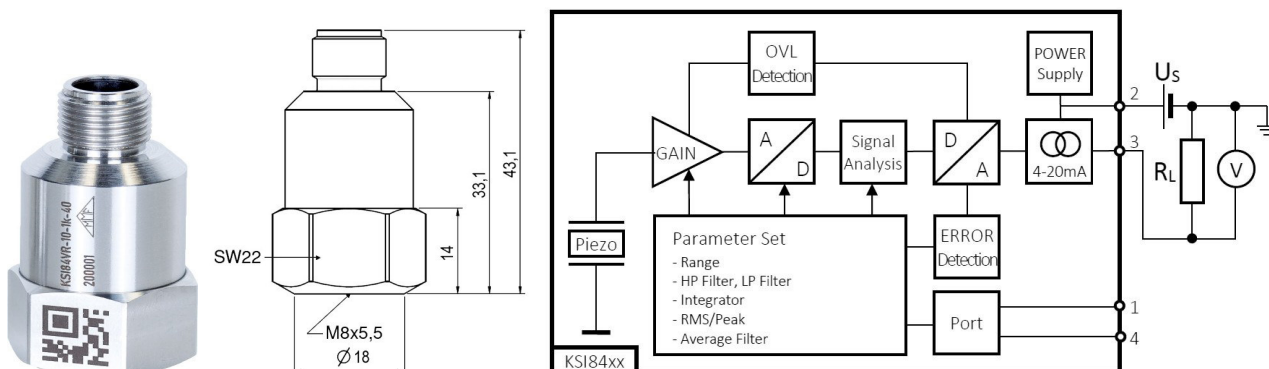 KSI84VR-10-1k-40
200001
SW22
M8x5,5
Ø 18
14
33,1
43,1
OVL
Detection
POWER
Supply
GAIN
A
D
Signal
Analysis
D
A
4-20mA
Piezo
Parameter Set
- Range
- HP Filter, LP Filter
- Integrator
- RMS/Peak
- Average Filter
ERROR
Detection
Port
KSI84xx
2
3
1
4
US
RL
V